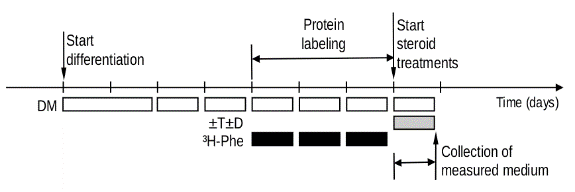 Start
differentiation
Protein
labeling
Start
steroid
treatments
DM
Time (days)
±T±D
³H-Phe
Collection of
measured medium